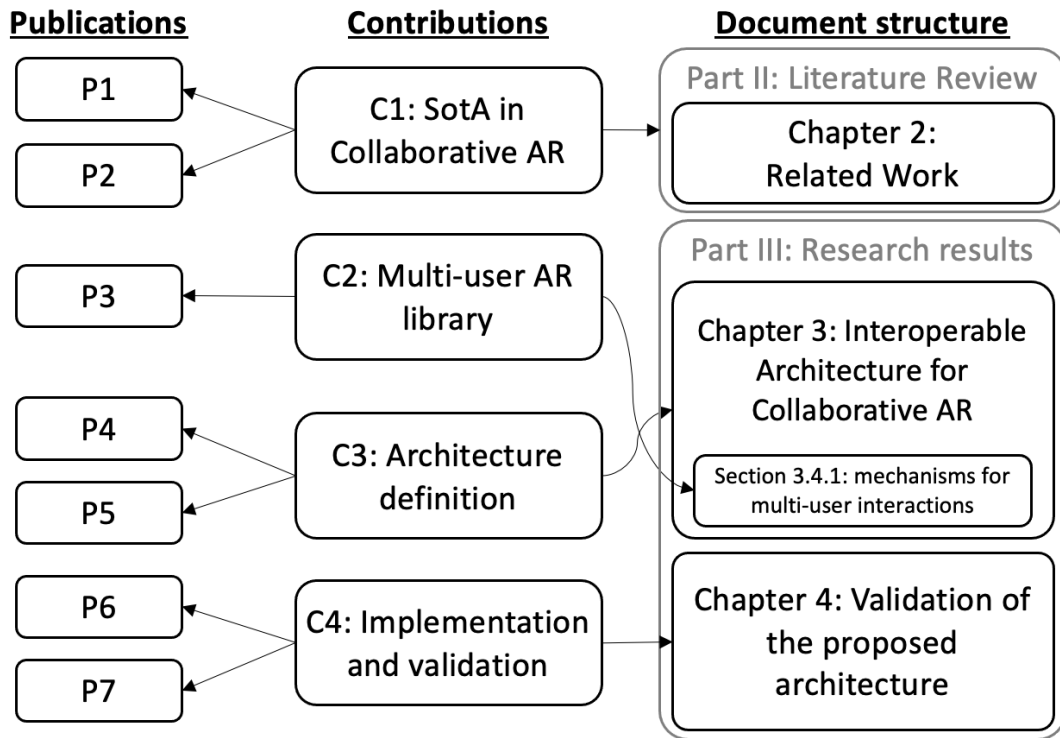 Publications
P1
P2
P3
P4
P5
P6
P7
Contributions
C1: SotA in
Collaborative AR
C2: Multi-user AR
library
C3: Architecture
definition
C4: Implementation
and validation
Document structure
Part II: Literature Review
Chapter 2:
Related Work
Part III: Research results
Chapter 3: Interoperable
Architecture for
Collaborative AR
Section 3.4.1: mechanisms for
multi-user interactions
Chapter 4: Validation of
the proposed
architecture